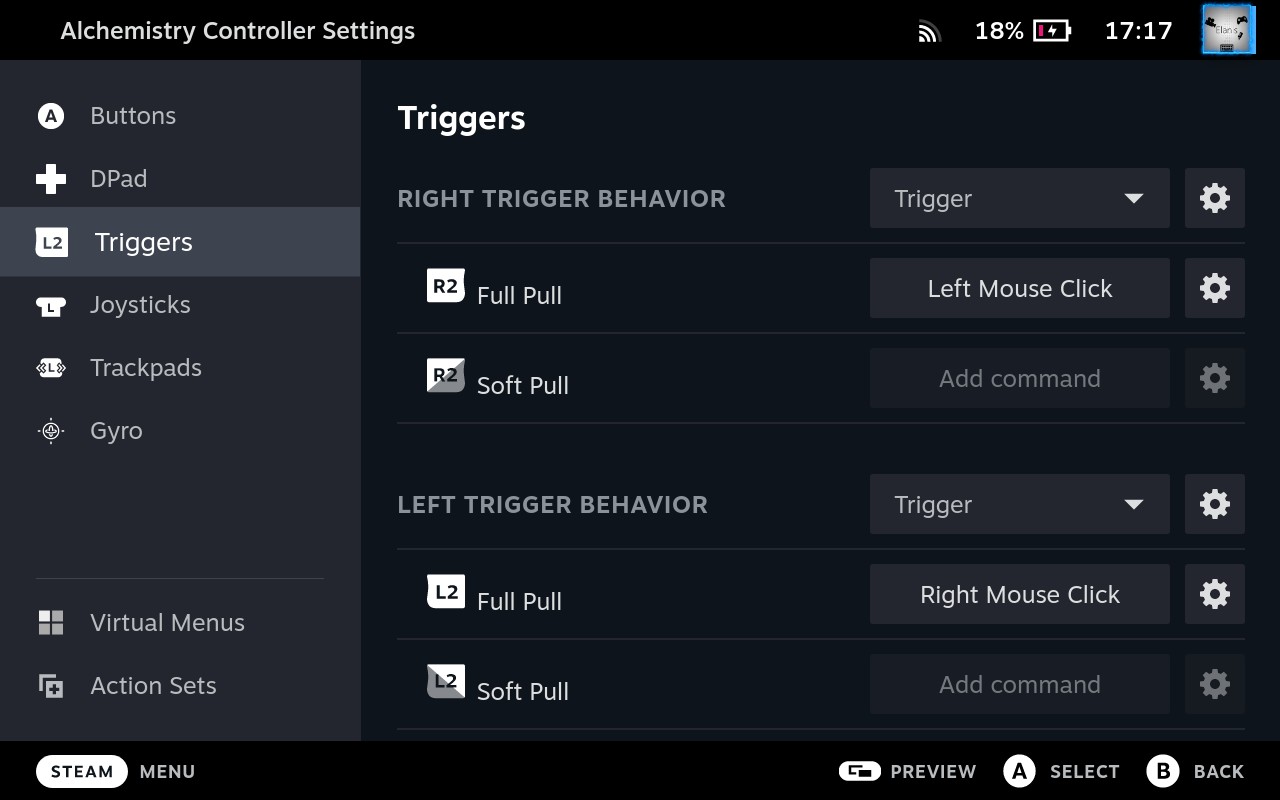 Alchemistry Controller Settings
18%
17:17
Elan's
A Buttons
DPad
L2 Triggers
L Joysticks
L Trackpads
Gyro
Virtual Menus
Action Sets
Triggers
RIGHT TRIGGER BEHAVIOR Trigger
R2 Full Pull Left Mouse Click
R2 Soft Pull Add command
LEFT TRIGGER BEHAVIOR Trigger
L2 Full Pull Right Mouse Click
L2 Soft Pull Add command
STEAM MENU
PREVIEW A SELECT B BACK